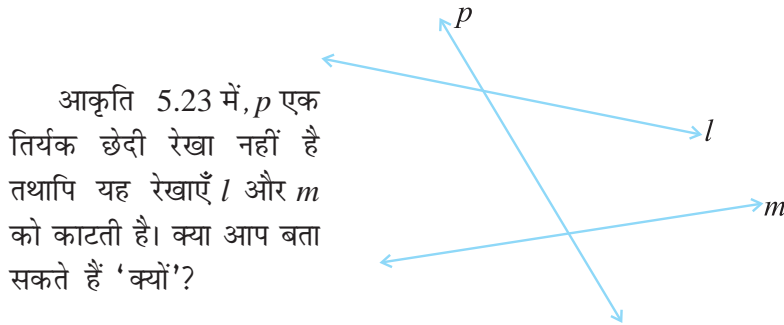 आकृति 5.23 में, p एक
तिर्यक छेदी रेखा नहीं है
तथापि यह रेखाएँ l और m
को काटती है। क्या आप बता
सकते हैं ‘क्यों’?
p
l
m